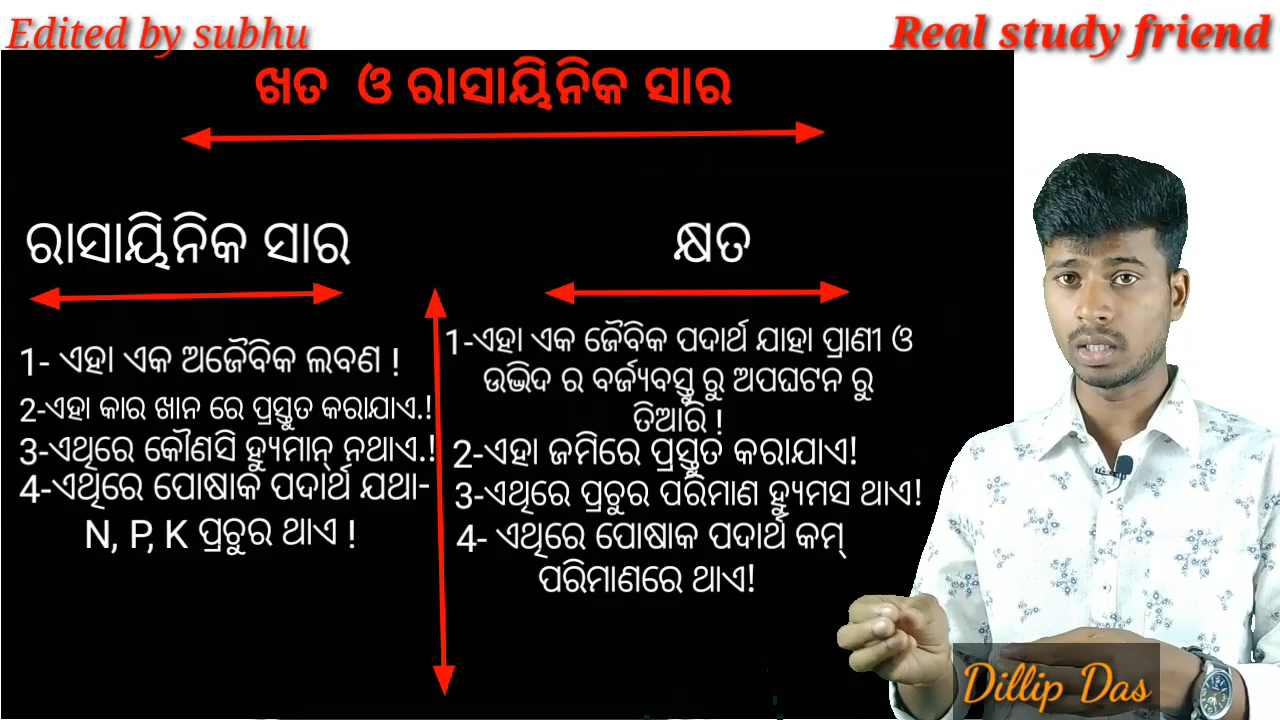 Edited by subhu
Real study friend
ଖତ ଓ ରାସାୟିନିକ ସାର
ରାସାୟିନିକ ସାର
1- ଏହା ଏକ ଅଜୈବିକ ଲବଣ !
2-ଏହା କାର ଖାନ ରେ ପ୍ରସ୍ତୁତ କରାଯାଏ.!
3-ଏଥିରେ କୌଣସି ହ୍ୟୁମାନ୍ ନଥାଏ.!
4-ଏଥିରେ ପୋଷାକ ପଦାର୍ଥ ଯଥା-
N, P, K ପ୍ରଚୁର ଥାଏ !
କ୍ଷତ
1-ଏହା ଏକ ଜୈବିକ ପଦାର୍ଥ ଯାହା ପ୍ରାଣୀ ଓ
ଉଦ୍ଭିଦ ର ବର୍ଜ୍ୟବସ୍ତୁ ରୁ ଅପଘଟନ ରୁ
ତିଆରି !
2-ଏହା ଜମିରେ ପ୍ରସ୍ତୁତ କରାଯାଏ!
3-ଏଥିରେ ପ୍ରଚୁର ପରିମାଣ ହ୍ୟୁମସ ଥାଏ!
4- ଏଥିରେ ପୋଷାକ ପଦାର୍ଥ କମ୍
ପରିମାଣରେ ଥାଏ!
Dillip Das